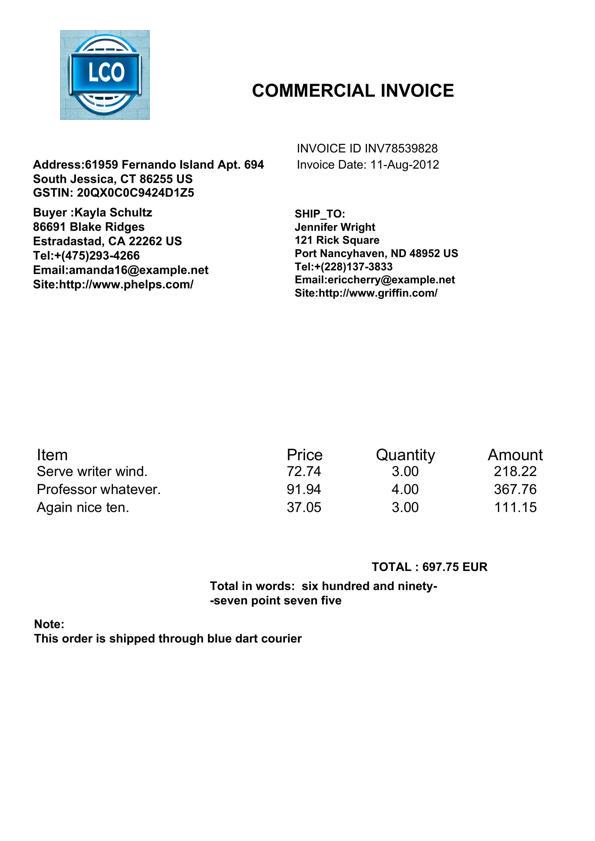 LCO
COMMERCIAL INVOICE
INVOICE ID INV78539828
Invoice Date: 11-Aug-2012
Address:61959 Fernando Island Apt. 694
South Jessica, CT 86255 US
GSTIN: 20QX0C0C9424D1Z5
Buyer :Kayla Schultz
86691 Blake Ridges
Estradastad, CA 22262 US
Tel:+(475)293-4266
Email:amanda16@example.net
Site:http://www.phelps.com/
SHIP_TO:
Jennifer Wright
121 Rick Square
Port Nancyhaven, ND 48952 US
Tel:+(228)137-3833
Email:ericcherry@example.net
Site:http://www.griffin.com/
Item Price Quantity Amount
Serve writer wind. 72.74 3.00 218.22
Professor whatever. 91.94 4.00 367.76
Again nice ten. 37.05 3.00 111.15
TOTAL : 697.75 EUR
Total in words: six hundred and ninety-
-seven point seven five
Note:
This order is shipped through blue dart courier